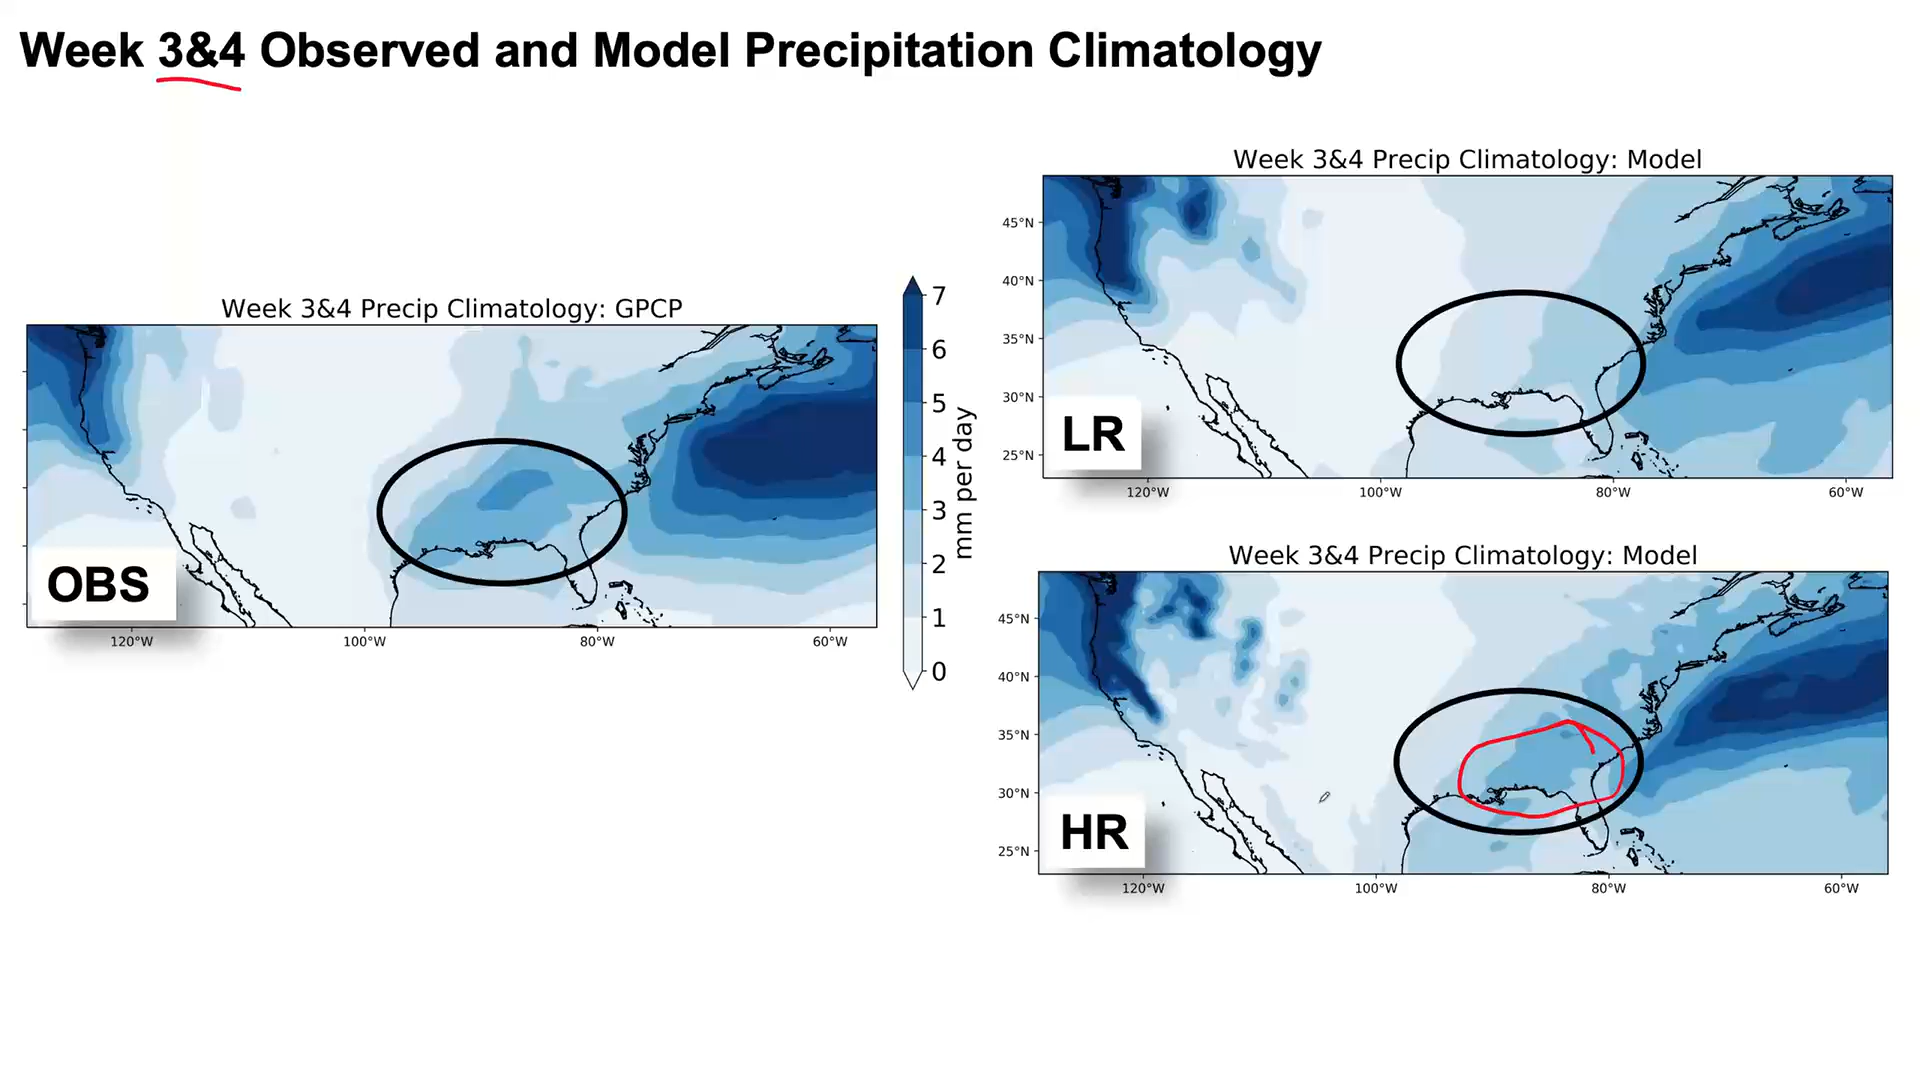 Week 3&4 Observed and Model Precipitation Climatology
Week 3&4 Precip Climatology: GPCP
OBS
120°W 100°W 80°W 60°W
7
6
5
4
3
2
1
0
mm per day
Week 3&4 Precip Climatology: Model
45°N
40°N
35°N
30°N
25°N
LR
120°W 100°W 80°W 60°W
Week 3&4 Precip Climatology: Model
45°N
40°N
35°N
30°N
25°N
HR
120°W 100°W 80°W 60°W